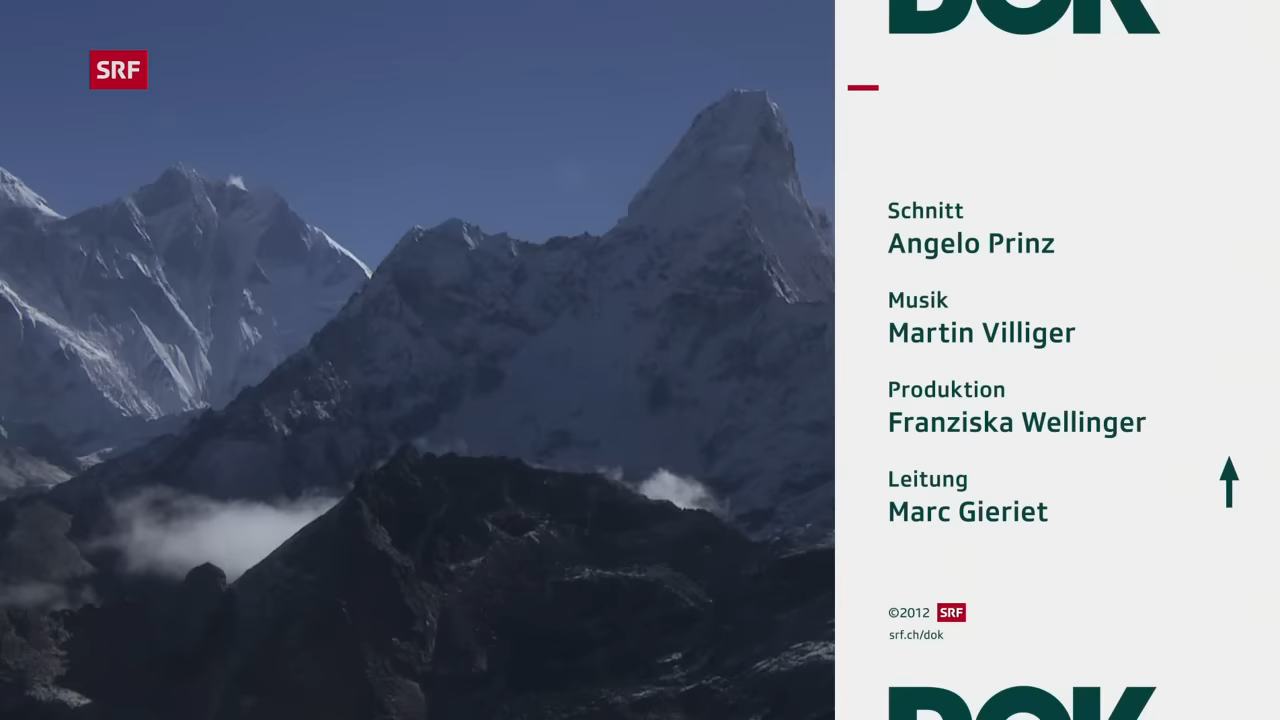 SRF
DOK
Schnitt
Angelo Prinz
Musik
Martin Villiger
Produktion
Franziska Wellinger
Leitung
Marc Gieriet
©2012 SRF
srf.ch/dok
DOK